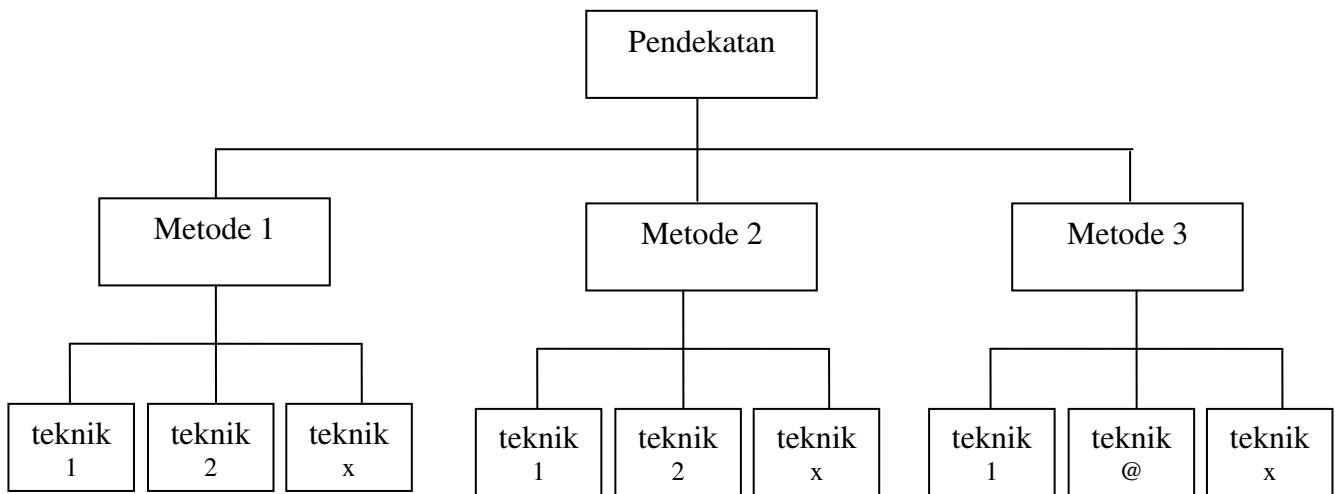 Pendekatan
Metode 1
Metode 2
Metode 3
teknik
1
teknik
2
teknik
x
teknik
1
teknik
2
teknik
x
teknik
1
teknik
@
teknik
x